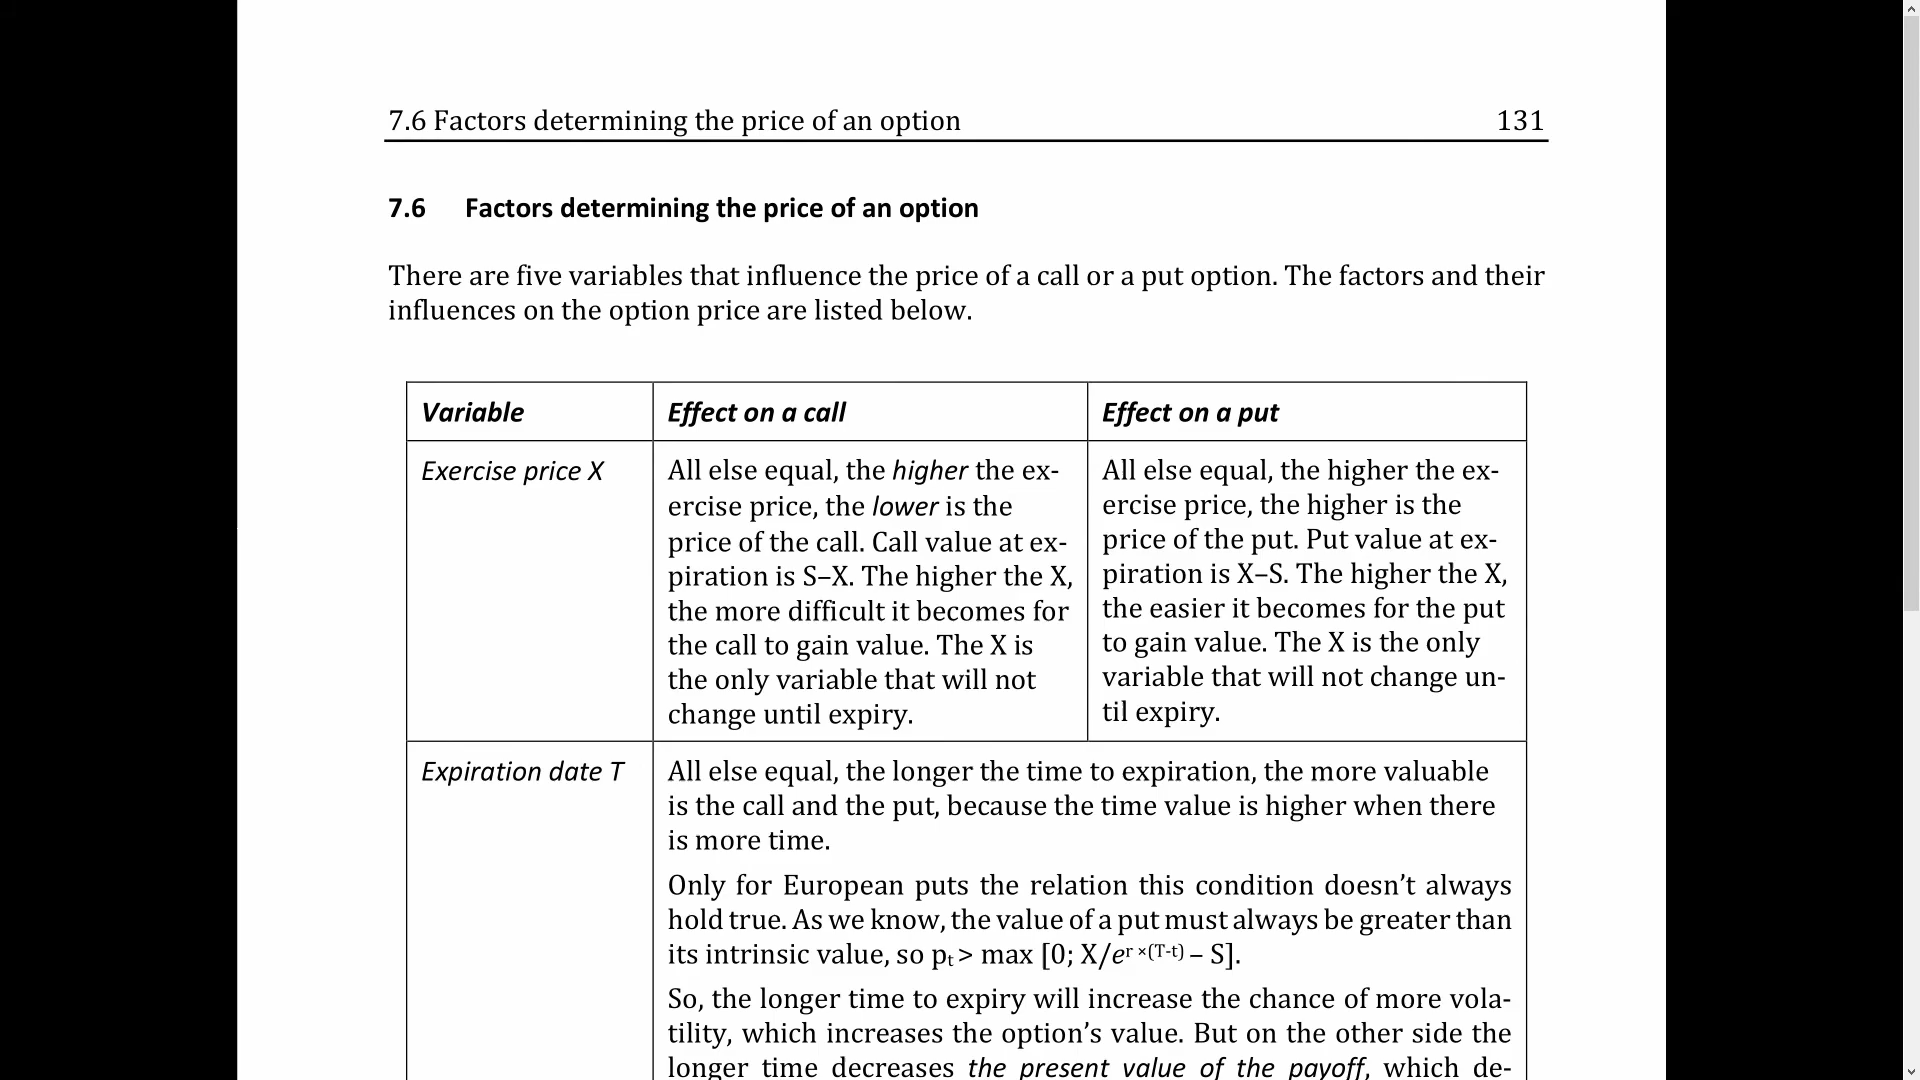 7.6 Factors determining the price of an option 131
7.6 Factors determining the price of an option
There are five variables that influence the price of a call or a put option. The factors and their
influences on the option price are listed below.
Variable
Effect on a call
Effect on a put
Exercise price X
All else equal, the higher the ex-
ercise price, the lower is the
price of the call. Call value at ex-
piration is S–X. The higher the X,
the more difficult it becomes for
the call to gain value. The X is
the only variable that will not
change until expiry.
All else equal, the higher the ex-
ercise price, the higher is the
price of the put. Put value at ex-
piration is X–S. The higher the X,
the easier it becomes for the put
to gain value. The X is the only
variable that will not change un-
til expiry.
Expiration date T
All else equal, the longer the time to expiration, the more valuable
is the call and the put, because the time value is higher when there
is more time.
Only for European puts the relation this condition doesn't always
hold true. As we know, the value of a put must always be greater than
its intrinsic value, so pt > max [0; X/er ×(T-t) – S].
So, the longer time to expiry will increase the chance of more vola-
tility, which increases the option's value. But on the other side the
longer time decreases the present value of the payoff, which de-